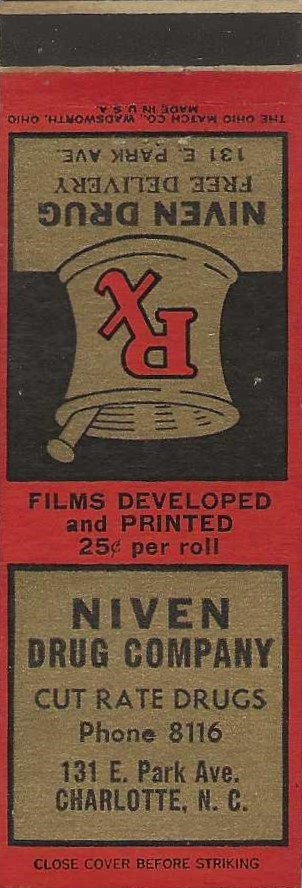 THE OHIO MATCH CO., WADSWORTH, OHIO
MADE IN U.S.A.
NIVEN DRUG
FREE DELIVERY
131 E. PARK AVE.
Rx
FILMS DEVELOPED
and PRINTED
25¢ per roll
NIVEN
DRUG COMPANY
CUT RATE DRUGS
Phone 8116
131 E. Park Ave.
CHARLOTTE, N. C.
CLOSE COVER BEFORE STRIKING